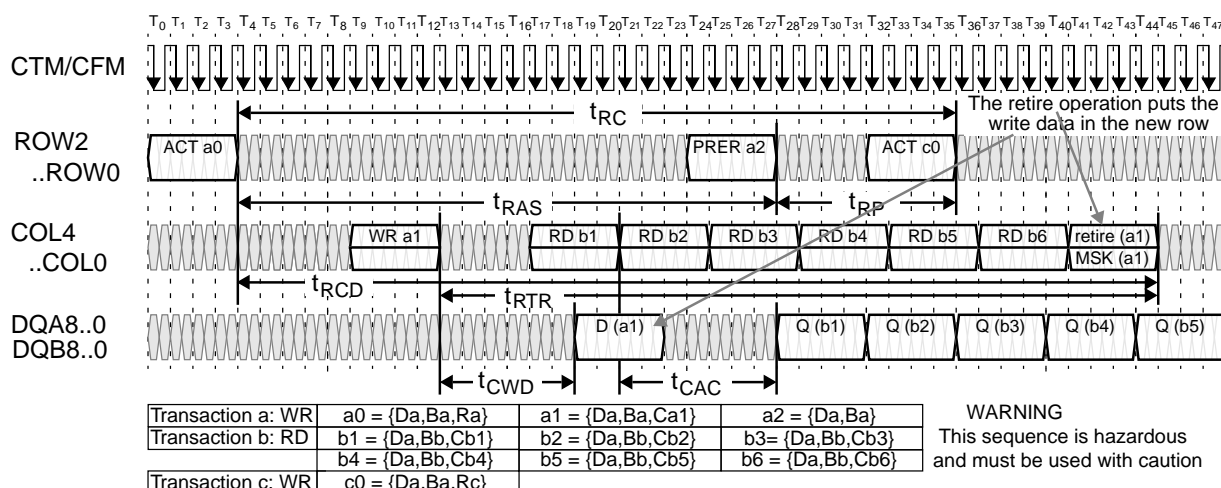 T0 T1 T2 T3 T4 T5 T6 T7 T8 T9 T10 T11 T12 T13 T14 T15 T16 T17 T18 T19 T20 T21 T22 T23 T24 T25 T26 T27 T28 T29 T30 T31 T32 T33 T34 T35 T36 T37 T38 T39 T40 T41 T42 T43 T44 T45 T46 T47
CTM/CFM
The retire operation puts the
write data in the new row
tRC
ROW2
..ROW0
ACT a0 PRER a2 ACT c0
tRAS tRP
COL4
..COL0
WR a1 RD b1 RD b2 RD b3 RD b4 RD b5 RD b6 retire (a1)
MSK (a1)
tRCD tRTR
DQA8..0
DQB8..0
D (a1) Q (b1) Q (b2) Q (b3) Q (b4) Q (b5)
tCWD tCAC
Transaction a: WR a0 = {Da,Ba,Ra} a1 = {Da,Ba,Ca1} a2 = {Da,Ba}
Transaction b: RD b1 = {Da,Bb,Cb1} b2 = {Da,Bb,Cb2} b3= {Da,Bb,Cb3}
b4 = {Da,Bb,Cb4} b5 = {Da,Bb,Cb5} b6 = {Da,Bb,Cb6}
Transaction c: WR c0 = {Da,Ba,Rc}
WARNING
This sequence is hazardous
and must be used with caution